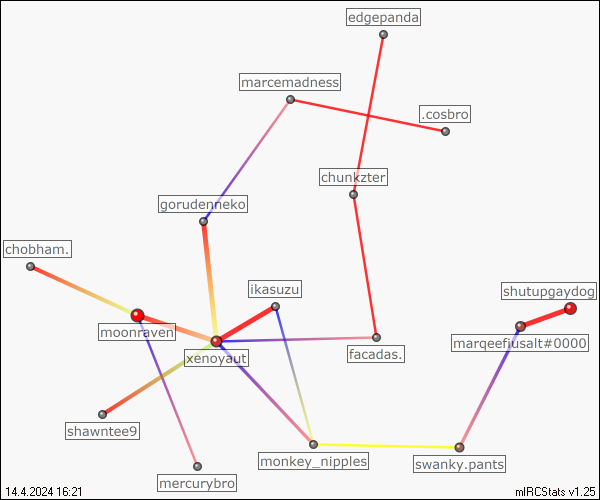 edgepanda
marcemadness
.cosbro
chunkzter
gorudenneko
chobham.
ikasuzu
shutupgaydog
moonraven
marqeefiusalt#0000
xenoyaut
facadas.
shawntee9
monkey_nipples
swanky.pants
mercurybro
14.4.2024 16:21
mIRCStats v1.25